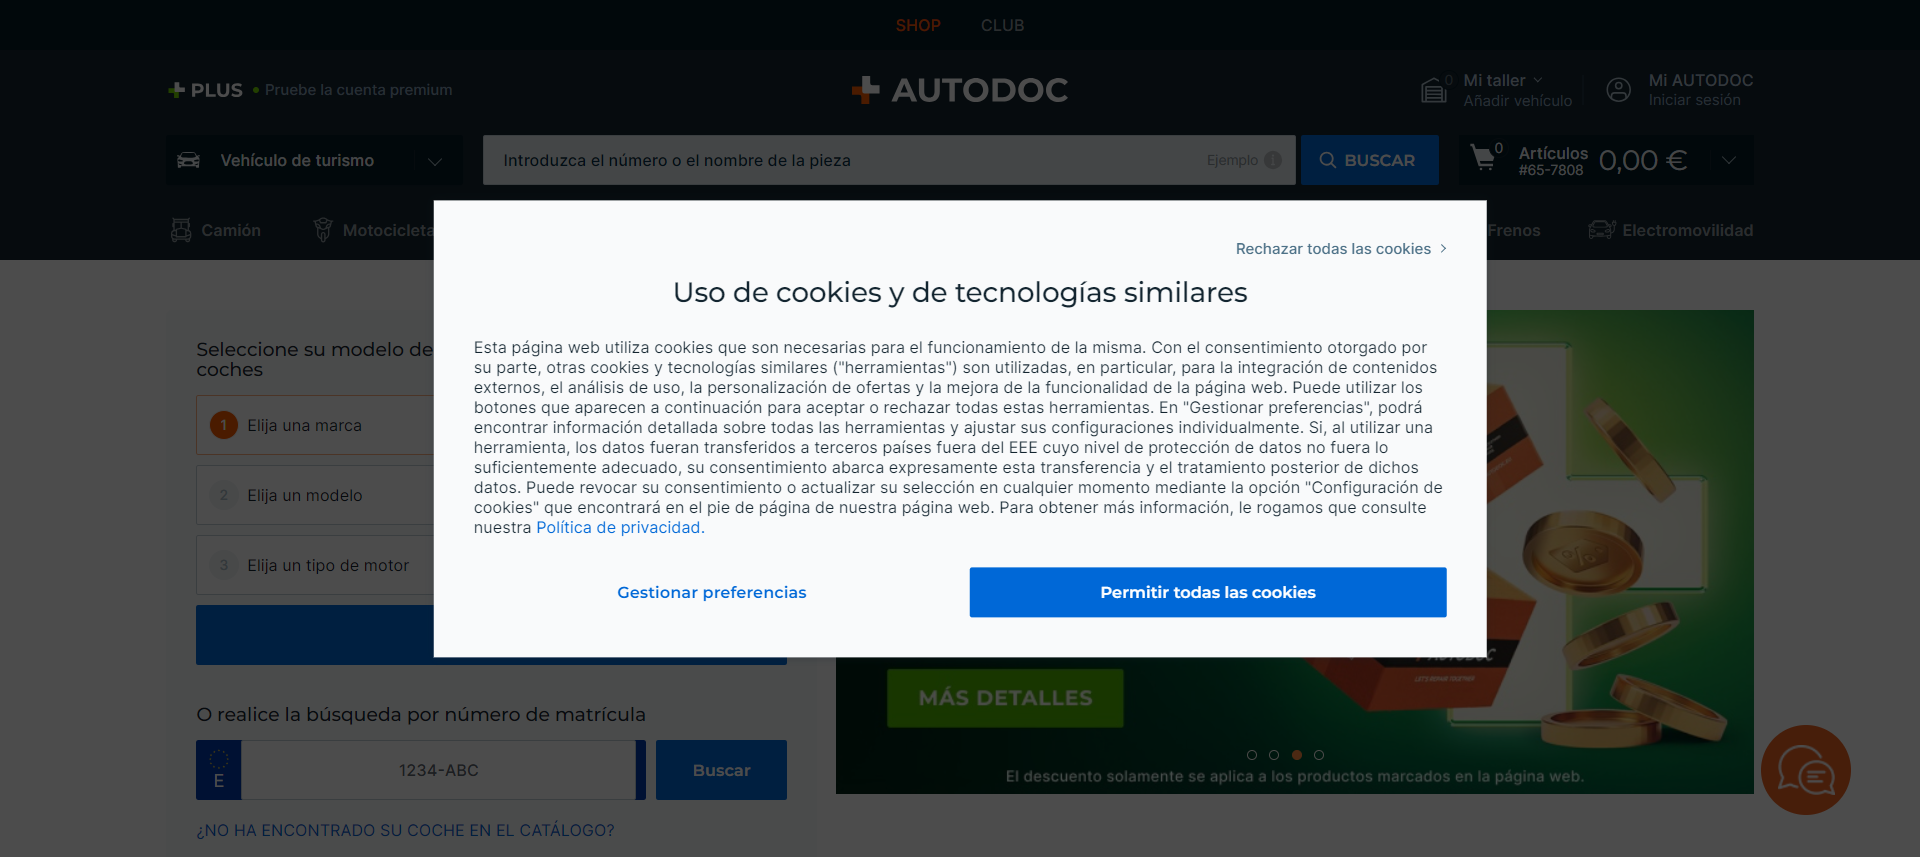 SHOP
CLUB
PLUS
Pruebe la cuenta premium
AUTODOC
0
Mi taller
Añadir vehículo
Mi AUTODOC
Iniciar sesión
Vehículo de turismo
Introduzca el número o el nombre de la pieza
Ejemplo
BUSCAR
0
Artículos
#65-7808
0,00 €
Camión
Motocicleta
Frenos
Electromovilidad
Rechazar todas las cookies
Uso de cookies y de tecnologías similares
Esta página web utiliza cookies que son necesarias para el funcionamiento de la misma. Con el consentimiento otorgado por
su parte, otras cookies y tecnologías similares ("herramientas") son utilizadas, en particular, para la integración de contenidos
externos, el análisis de uso, la personalización de ofertas y la mejora de la funcionalidad de la página web. Puede utilizar los
botones que aparecen a continuación para aceptar o rechazar todas estas herramientas. En "Gestionar preferencias", podrá
encontrar información detallada sobre todas las herramientas y ajustar sus configuraciones individualmente. Si, al utilizar una
herramienta, los datos fueran transferidos a terceros países fuera del EEE cuyo nivel de protección de datos no fuera lo
suficientemente adecuado, su consentimiento abarca expresamente esta transferencia y el tratamiento posterior de dichos
datos. Puede revocar su consentimiento o actualizar su selección en cualquier momento mediante la opción "Configuración de
cookies" que encontrará en el pie de página de nuestra página web. Para obtener más información, le rogamos que consulte
nuestra Política de privacidad.
Gestionar preferencias
Permitir todas las cookies
Seleccione su modelo de
coches
1 Elija una marca
2 Elija un modelo
3 Elija un tipo de motor
O realice la búsqueda por número de matrícula
E
1234-ABC
Buscar
¿NO HA ENCONTRADO SU COCHE EN EL CATÁLOGO?
AUTODOC
MÁS DETALLES
El descuento solamente se aplica a los productos marcados en la página web.